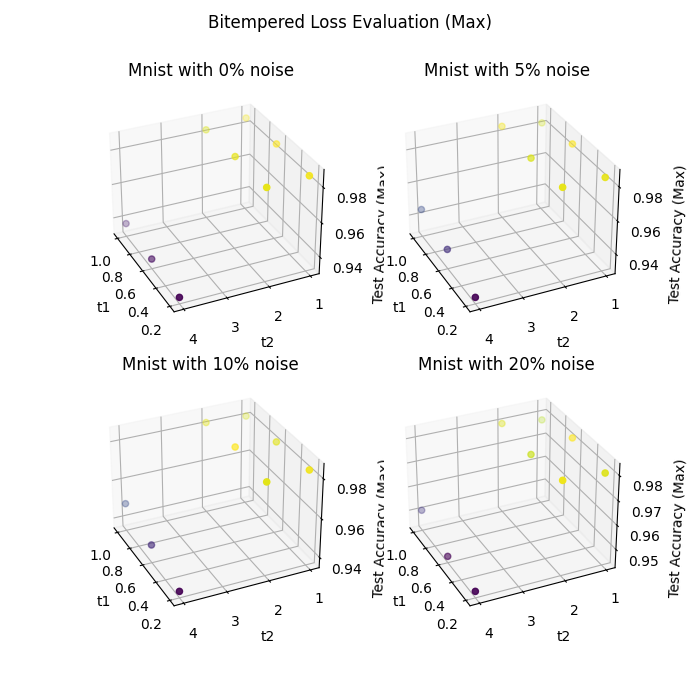 Bitempered Loss Evaluation (Max)
Mnist with 0% noise
0.98
0.96
0.94
Test Accuracy (Max)
1.0
0.8
0.6
0.4
0.2
t1
4
3
2
1
t2
Mnist with 5% noise
0.98
0.96
0.94
Test Accuracy (Max)
1.0
0.8
0.6
0.4
0.2
t1
4
3
2
1
t2
Mnist with 10% noise
0.98
0.96
0.94
Test Accuracy (Max)
1.0
0.8
0.6
0.4
0.2
t1
4
3
2
1
t2
Mnist with 20% noise
0.98
0.97
0.96
0.95
Test Accuracy (Max)
1.0
0.8
0.6
0.4
0.2
t1
4
3
2
1
t2